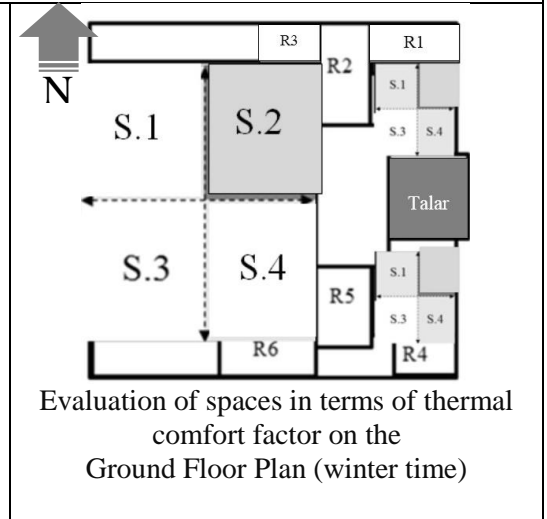 N
R3
R1
R2
S.1
S.1
S.2
S.3
S.4
Talar
S.3
S.4
S.1
R5
S.3
S.4
R6
R4
Evaluation of spaces in terms of thermal
comfort factor on the
Ground Floor Plan (winter time)